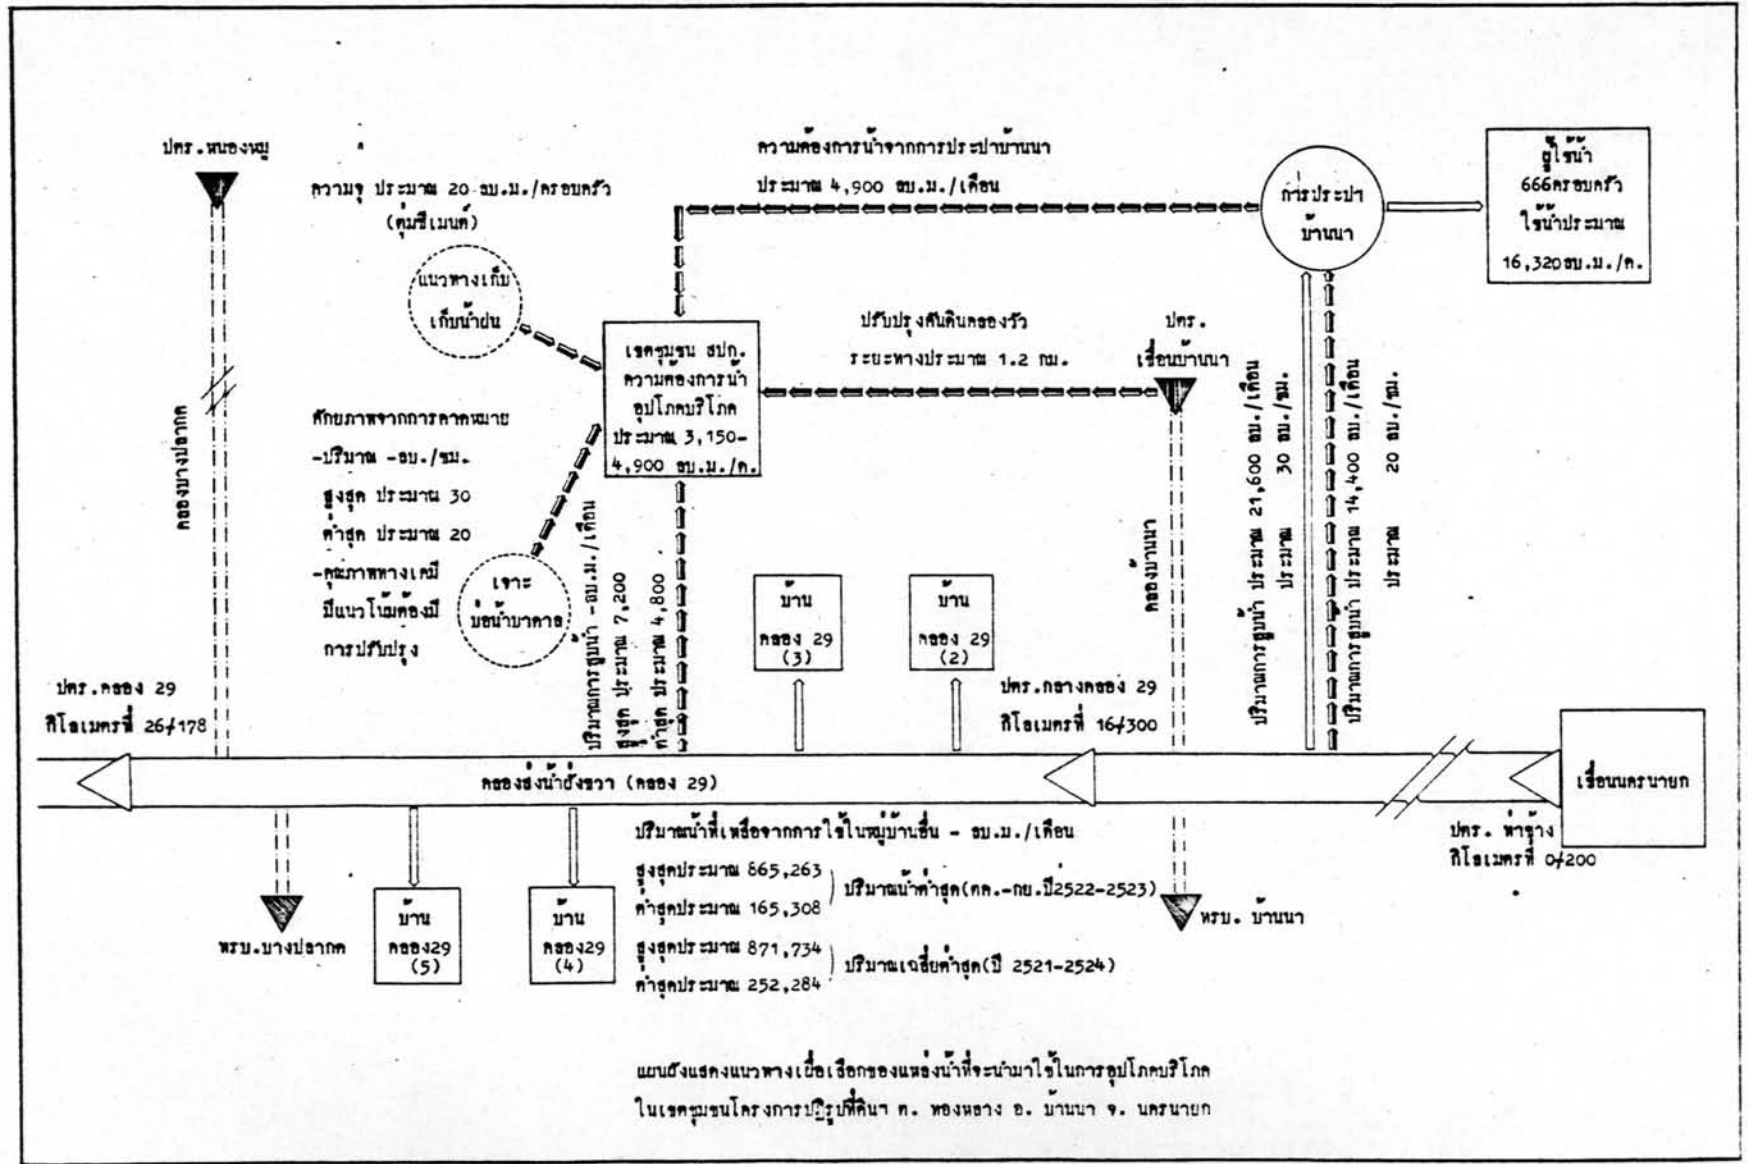 ปตร.หนองหมู
ความจุ ประมาณ 20 ลบ.ม./ครอบครัว
(ตุ่มซีเมนต์)
แนวทางเก็บ
เก็บน้ำฝน
ความต้องการน้ำจากการประปาบ้านนา
ประมาณ 4,900 ลบ.ม./เดือน
การประปา
บ้านนา
ผู้ใช้น้ำ
666ครอบครัว
ใช้น้ำประมาณ
16,320ลบ.ม./ด.
เขตชุมชน สปก.
ความต้องการน้ำ
อุปโภคบริโภค
ประมาณ 3,150-
4,900 ลบ.ม./ด.
ปรับปรุงคันดินคลองวัว
ระยะทางประมาณ 1.2 กม.
ปตร.
เขื่อนบ้านนา
คลองบางปลากด
ศักยภาพจากการคาดหมาย
-ปริมาณ -ลบ./ชม.
สูงสุด ประมาณ 30
ต่ำสุด ประมาณ 20
-คุณภาพทางเคมี
มีแนวโน้มต้องมี
การปรับปรุง
เจาะ
บ่อน้ำบาดาล
ปริมาณการสูบน้ำ -ลบ.ม./เดือน
สูงสุด ประมาณ 7,200
ต่ำสุด ประมาณ 4,800
บ้าน
คลอง 29
(3)
บ้าน
คลอง 29
(2)
คลองบ้านนา
ปริมาณการสูบน้ำ ประมาณ 21,600 ลบ./เดือน
ประมาณ 30 ลบ./ชม.
ปริมาณการสูบน้ำ ประมาณ 14,400 ลบ./เดือน
ประมาณ 20 ลบ./ชม.
ปตร.คลอง 29
กิโลเมตรที่ 26+178
ปตร.กลางคลอง 29
กิโลเมตรที่ 16+300
คลองส่งน้ำฝั่งขวา (คลอง 29)
เขื่อนนครนายก
ปตร. ท่าช้าง
กิโลเมตรที่ 0+200
ทรบ.บางปลากด
บ้าน
คลอง29
(5)
บ้าน
คลอง29
(4)
ปริมาณน้ำที่เหลือจากการใช้ในหมู่บ้านอื่น - ลบ.ม./เดือน
สูงสุดประมาณ 865,263
ต่ำสุดประมาณ 165,308
ปริมาณน้ำต่ำสุด(ตค.-กย.ปี2522-2523)
สูงสุดประมาณ 871,734
ต่ำสุดประมาณ 252,284
ปริมาณเฉลี่ยต่ำสุด(ปี 2521-2524)
ทรบ. บ้านนา
แผนผังแสดงแนวทางเผื่อเลือกของแหล่งน้ำที่จะนำมาใช้ในการอุปโภคบริโภค
ในเขตชุมชนโครงการปฏิรูปที่ดินฯ ต. ทองหลาง อ. บ้านนา จ. นครนายก